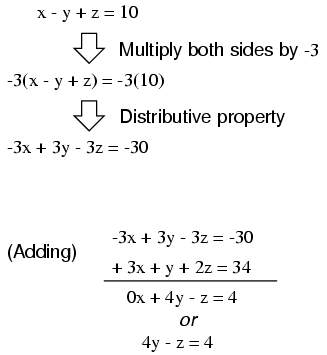 x - y + z = 10
Multiply both sides by -3
-3(x - y + z) = -3(10)
Distributive property
-3x + 3y - 3z = -30
-3x + 3y - 3z = -30
(Adding)
+ 3x + y + 2z = 34
0x + 4y - z = 4
or
4y - z = 4